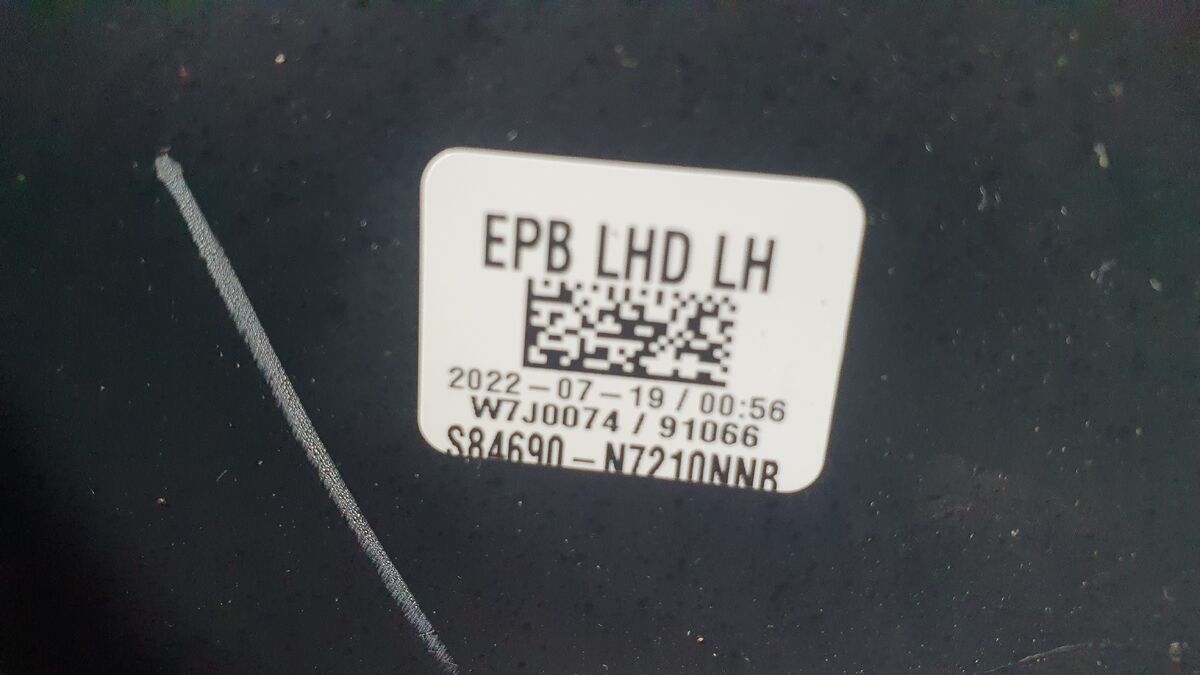 EPB LHD LH
2022-07-19 / 00:56
W7J0074 / 91066
S84690-N7210NNB